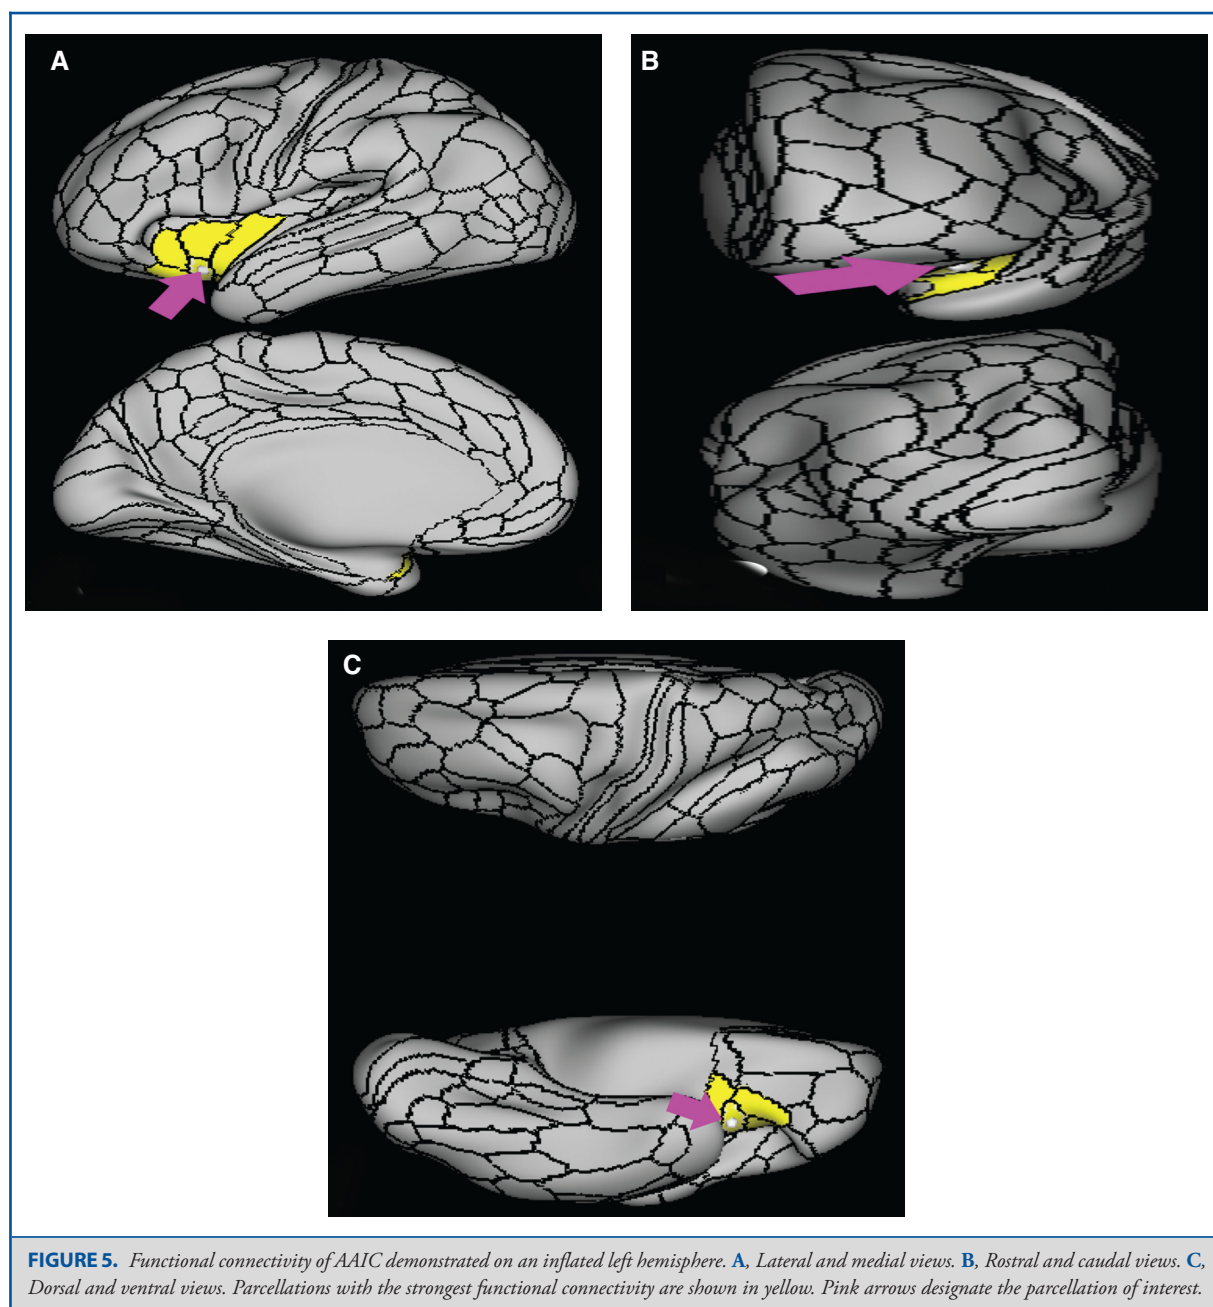 A
B
C
FIGURE 5. Functional connectivity of AAIC demonstrated on an inflated left hemisphere. A, Lateral and medial views. B, Rostral and caudal views. C,
Dorsal and ventral views. Parcellations with the strongest functional connectivity are shown in yellow. Pink arrows designate the parcellation of interest.